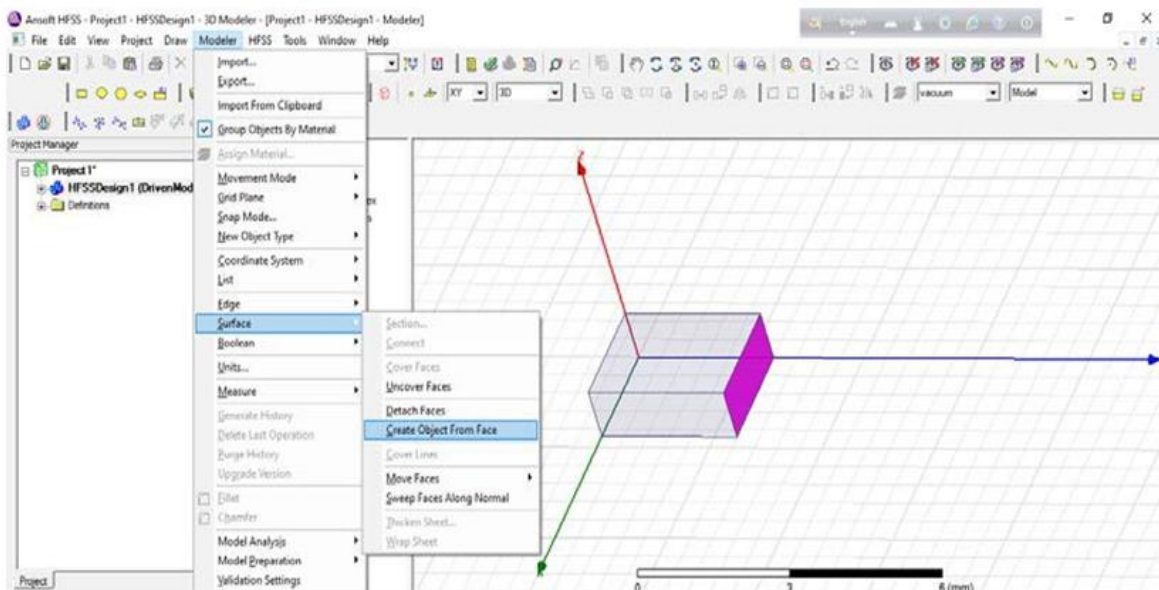 Ansoft HFSS - Project1 - HFSSDesign1 - 3D Modeler - [Project1 - HFSSDesign1 - Modeler]
English
File Edit View Project Draw Modeler HFSS Tools Window Help
XY 3D vacuum Model
Project Manager
Project1*
HFSSDesign1 (DrivenMod
Definitions
Project
Import...
Export...
Import From Clipboard
Group Objects By Material
Assign Material...
Movement Mode
Grid Plane
Snap Mode...
New Object Type
Coordinate System
List
Edge
Surface
Boolean
Units...
Measure
Generate History
Delete Last Operation
Purge History
Upgrade Version
Fillet
Chamfer
Model Analysis
Model Preparation
Validation Settings
Section...
Connect
Cover Faces
Uncover Faces
Detach Faces
Create Object From Face
Cover Lines
Move Faces
Sweep Faces Along Normal
Thicken Sheet...
Wrap Sheet
Z
0 3 6 (mm)